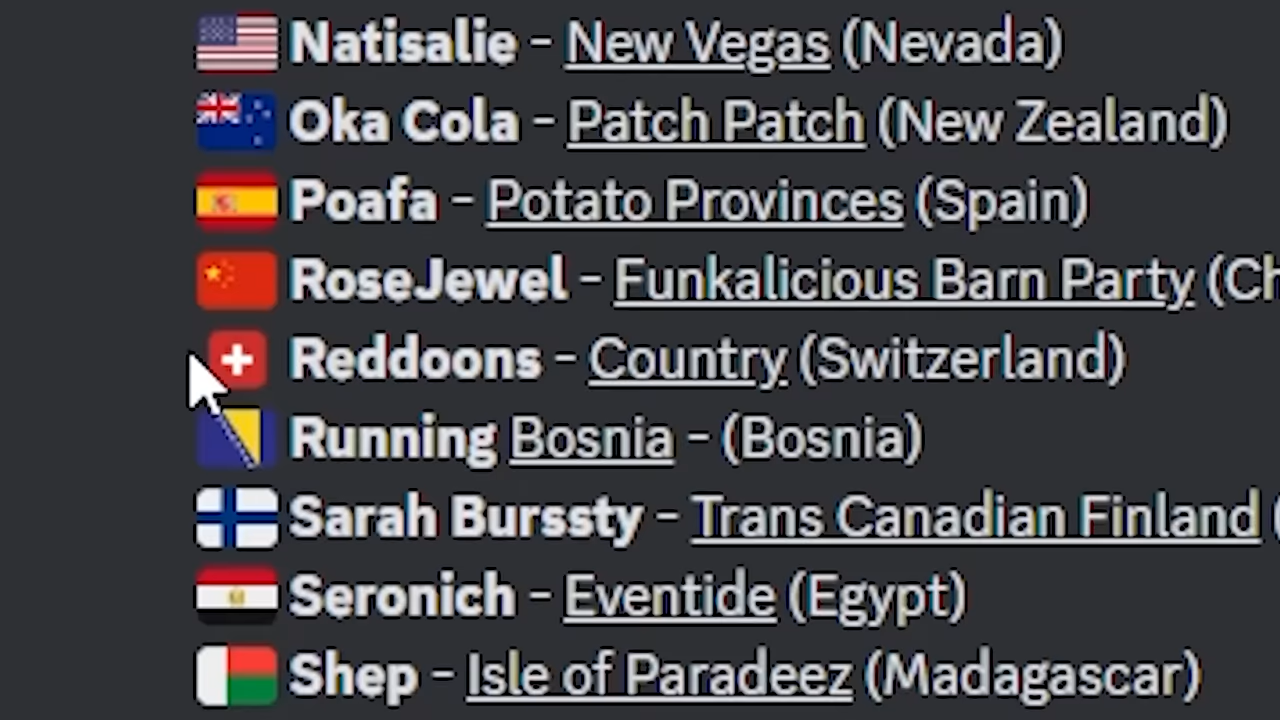 Natisalie – New Vegas (Nevada)
Oka Cola – Patch Patch (New Zealand)
Poafa – Potato Provinces (Spain)
RoseJewel – Funkalicious Barn Party (Ch
Reddoons – Country (Switzerland)
Running Bosnia – (Bosnia)
Sarah Burssty – Trans Canadian Finland (
Seronich – Eventide (Egypt)
Shep – Isle of Paradeez (Madagascar)